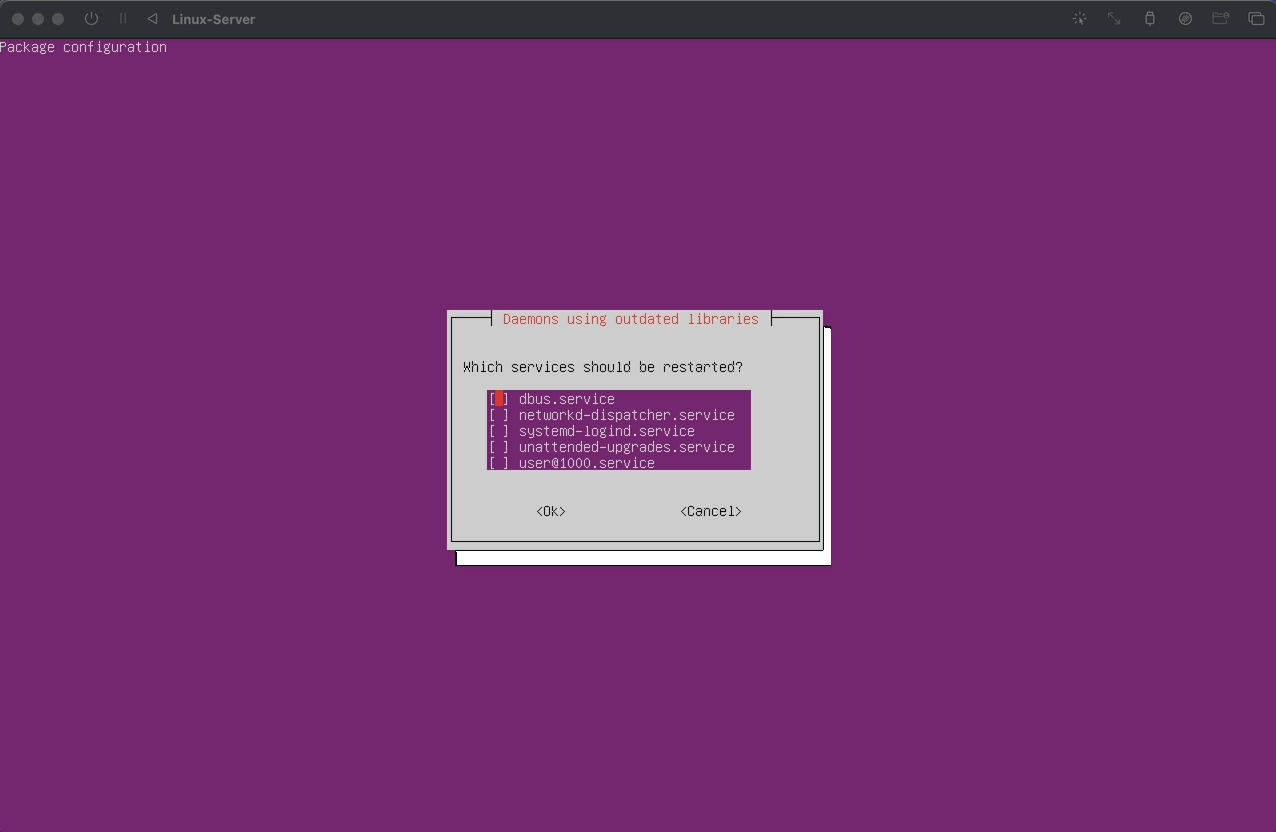 Linux-Server
Package configuration
Daemons using outdated libraries
Which services should be restarted?
[ ] dbus.service
[ ] networkd-dispatcher.service
[ ] systemd-logind.service
[ ] unattended-upgrades.service
[ ] user@1000.service
<Ok> <Cancel>